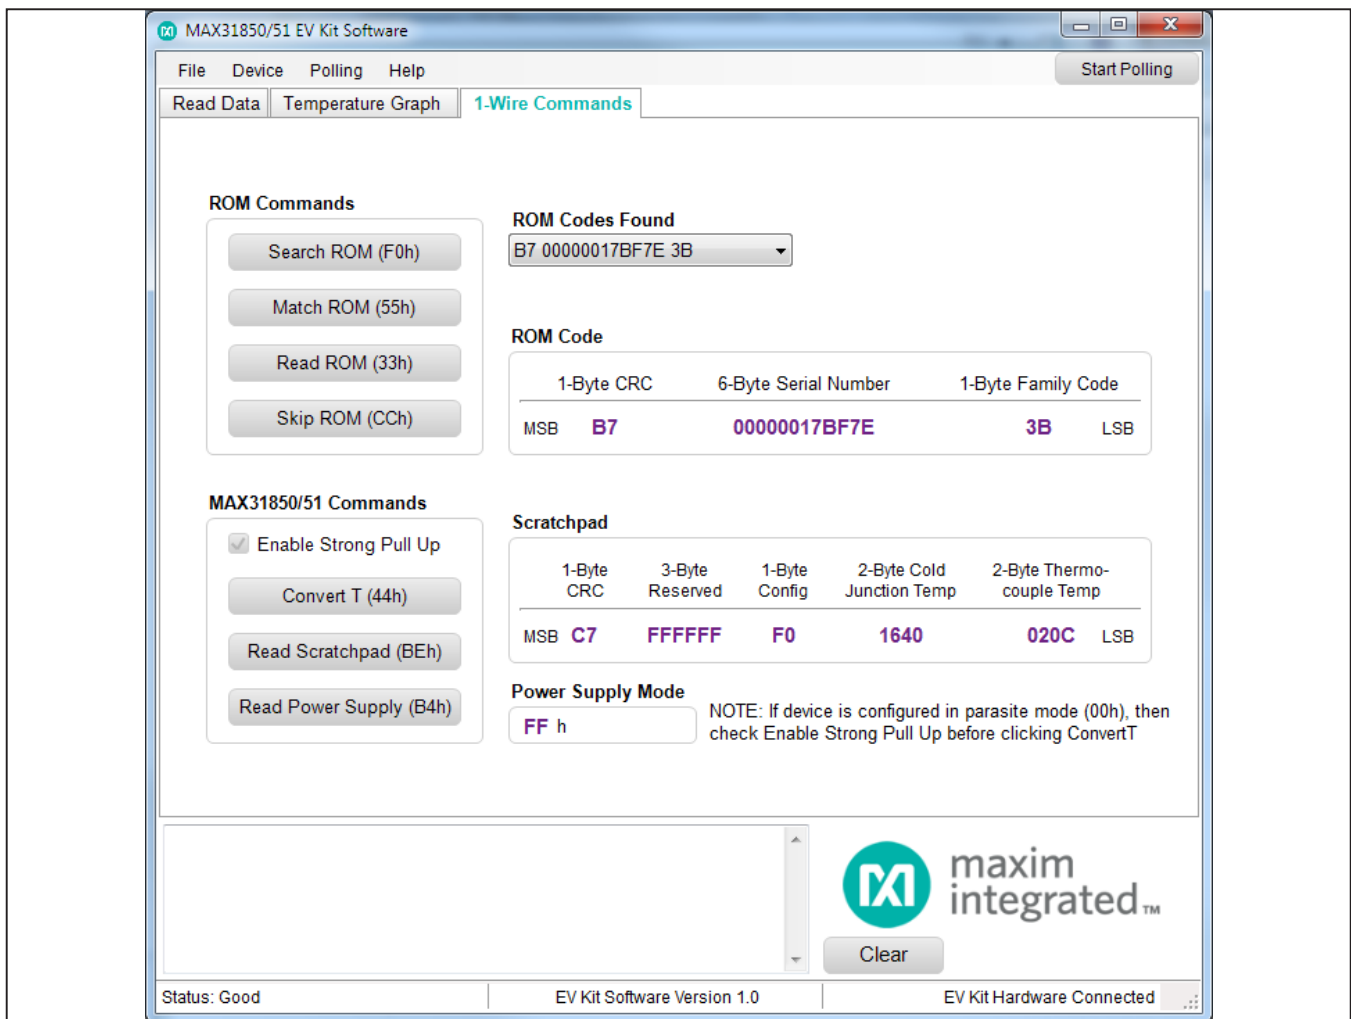 MAX31850/51 EV Kit Software
File Device Polling Help
Start Polling
Read Data Temperature Graph 1-Wire Commands
ROM Commands
Search ROM (F0h)
Match ROM (55h)
Read ROM (33h)
Skip ROM (CCh)
ROM Codes Found
B7 00000017BF7E 3B
ROM Code
1-Byte CRC 6-Byte Serial Number 1-Byte Family Code
MSB B7 00000017BF7E 3B LSB
MAX31850/51 Commands
Enable Strong Pull Up
Convert T (44h)
Read Scratchpad (BEh)
Read Power Supply (B4h)
Scratchpad
1-Byte 3-Byte 1-Byte 2-Byte Cold 2-Byte Thermo-
CRC Reserved Config Junction Temp couple Temp
MSB C7 FFFFFF F0 1640 020C LSB
Power Supply Mode
FF h
NOTE: If device is configured in parasite mode (00h), then
check Enable Strong Pull Up before clicking ConvertT
maxim
integrated™
Clear
Status: Good EV Kit Software Version 1.0 EV Kit Hardware Connected